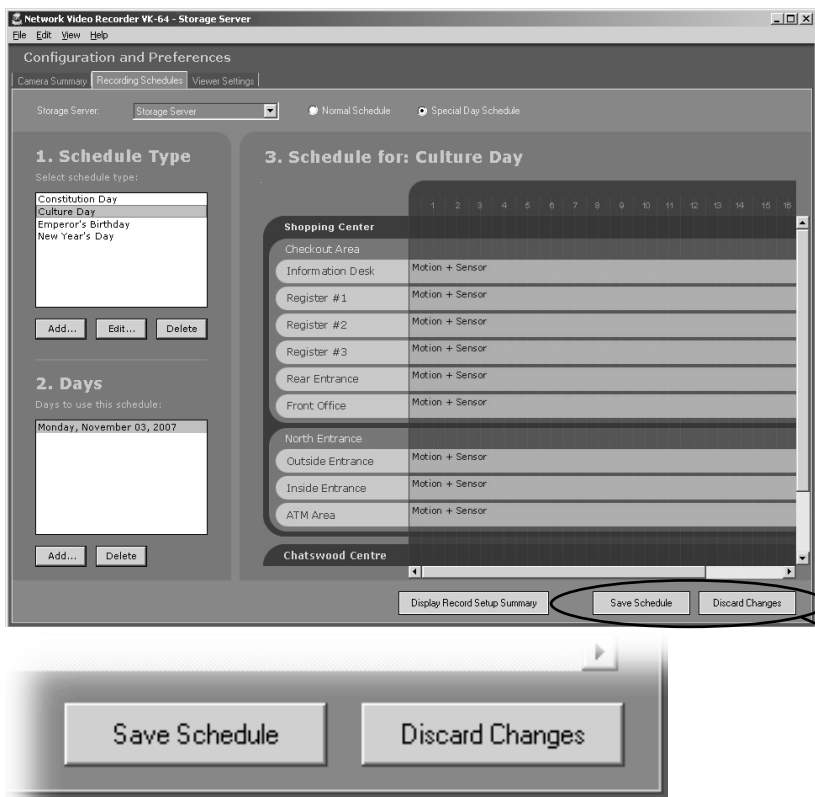 Network Video Recorder VK-64 - Storage Server
File Edit View Help
Configuration and Preferences
Camera Summary Recording Schedules Viewer Settings
Storage Server: Storage Server Normal Schedule Special Day Schedule
1. Schedule Type
Select schedule type:
Constitution Day
Culture Day
Emperor's Birthday
New Year's Day
Add... Edit... Delete
2. Days
Days to use this schedule:
Monday, November 03, 2007
Add... Delete
3. Schedule for: Culture Day
1 2 3 4 5 6 7 8 9 10 11 12 13 14 15 16
Shopping Center
Checkout Area
Information Desk Motion + Sensor
Register #1 Motion + Sensor
Register #2 Motion + Sensor
Register #3 Motion + Sensor
Rear Entrance Motion + Sensor
Front Office Motion + Sensor
North Entrance
Outside Entrance Motion + Sensor
Inside Entrance Motion + Sensor
ATM Area Motion + Sensor
Chatswood Centre
Display Record Setup Summary Save Schedule Discard Changes
Save Schedule Discard Changes